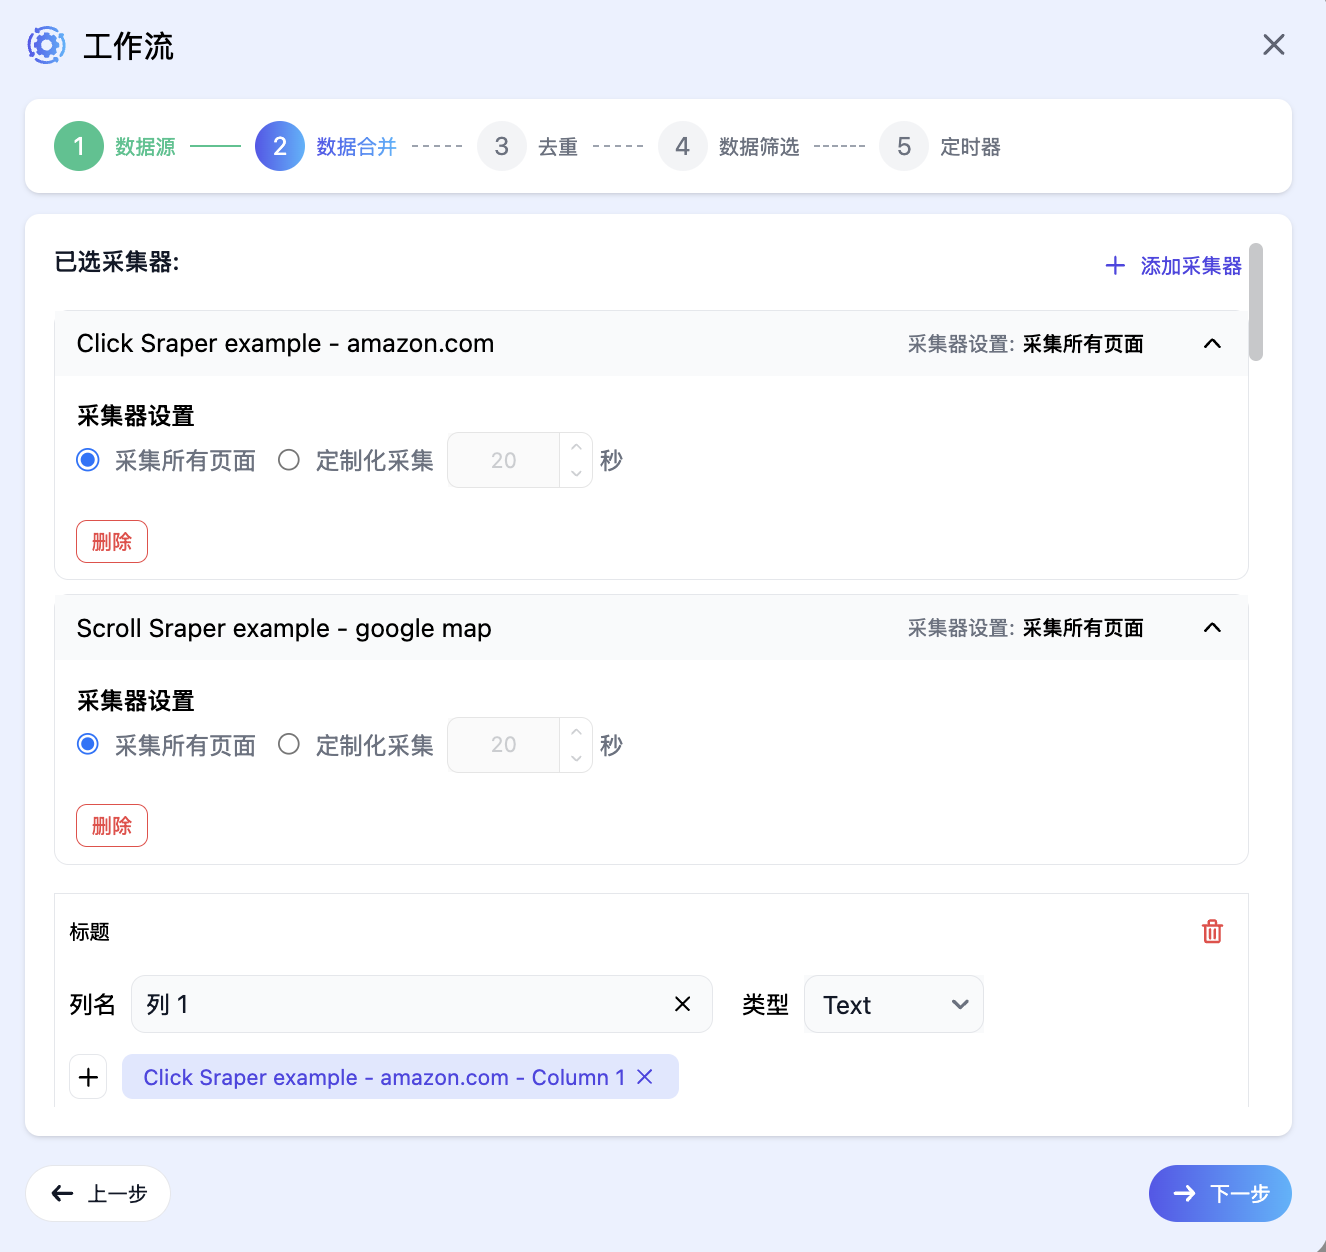 工作流
1 数据源 2 数据合并 3 去重 4 数据筛选 5 定时器
已选采集器:
添加采集器
Click Sraper example - amazon.com 采集器设置: 采集所有页面
采集器设置
采集所有页面 定制化采集 20 秒
删除
Scroll Sraper example - google map 采集器设置: 采集所有页面
采集器设置
采集所有页面 定制化采集 20 秒
删除
标题
列名 列 1 类型 Text
Click Sraper example - amazon.com - Column 1
上一步 下一步